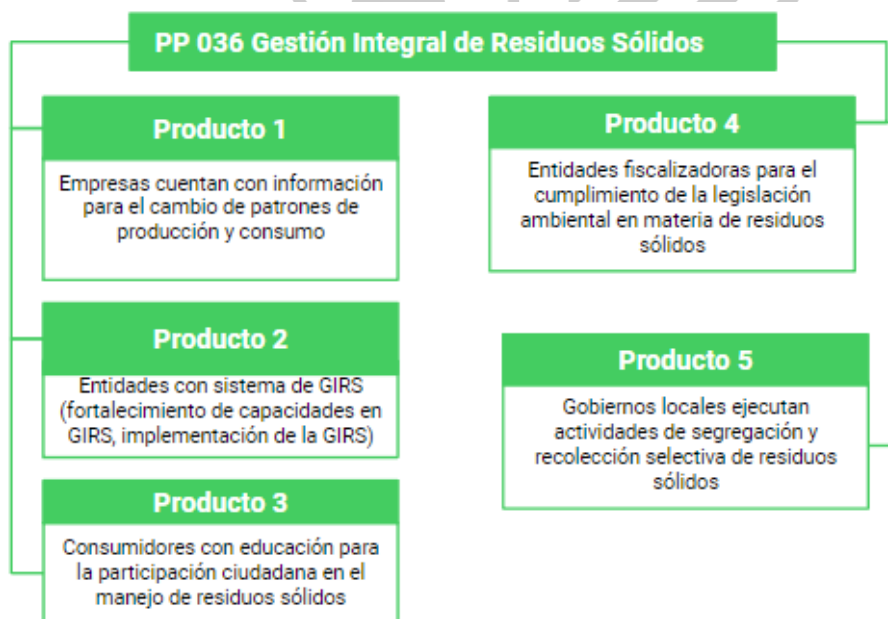 PP 036 Gestión Integral de Residuos Sólidos
Producto 1
Empresas cuentan con información
para el cambio de patrones de
producción y consumo
Producto 2
Entidades con sistema de GIRS
(fortalecimiento de capacidades en
GIRS, implementación de la GIRS)
Producto 3
Consumidores con educación para
la participación ciudadana en el
manejo de residuos sólidos
Producto 4
Entidades fiscalizadoras para el
cumplimiento de la legislación
ambiental en materia de residuos
sólidos
Producto 5
Gobiernos locales ejecutan
actividades de segregación y
recolección selectiva de residuos
sólidos